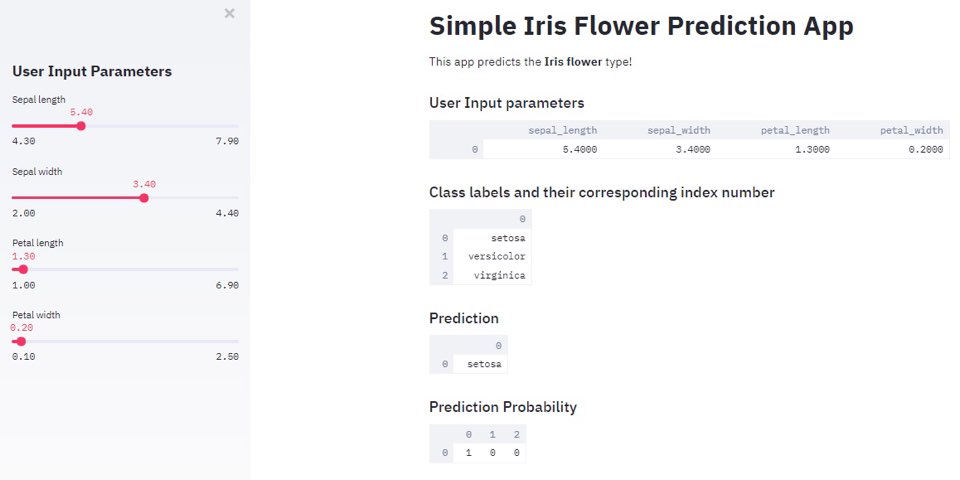 ×
User Input Parameters
Sepal length
5.40
4.30 7.90
Sepal width
3.40
2.00 4.40
Petal length
1.30
1.00 6.90
Petal width
0.20
0.10 2.50
Simple Iris Flower Prediction App
This app predicts the Iris flower type!
User Input parameters
sepal_length sepal_width petal_length petal_width
0 5.4000 3.4000 1.3000 0.2000
Class labels and their corresponding index number
0
0 setosa
1 versicolor
2 virginica
Prediction
0
0 setosa
Prediction Probability
0 1 2
0 1 0 0